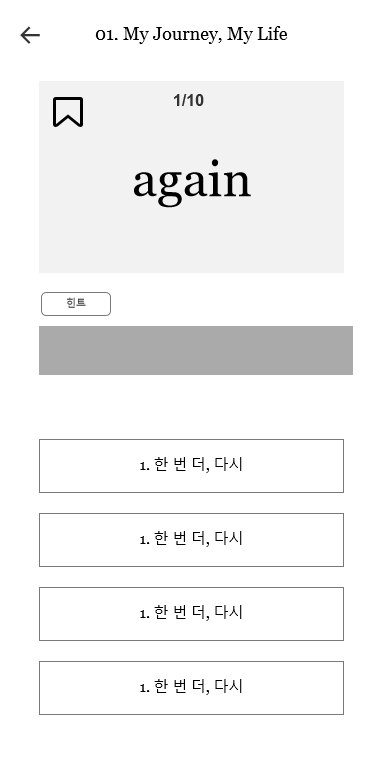 01. My Journey, My Life
1/10
again
힌트
1. 한 번 더, 다시
1. 한 번 더, 다시
1. 한 번 더, 다시
1. 한 번 더, 다시